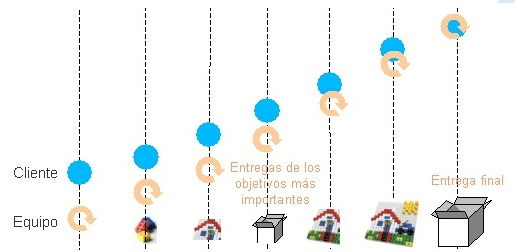 Cliente
Entregas de los
objetivos más
importantes
Entrega final
Equipo